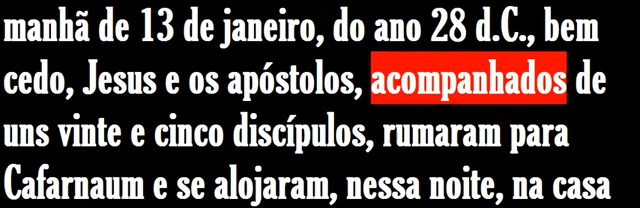 manhã de 13 de janeiro, do ano 28 d.C., bem
cedo, Jesus e os apóstolos, acompanhados de
uns vinte e cinco discípulos, rumaram para
Cafarnaum e se alojaram, nessa noite, na casa